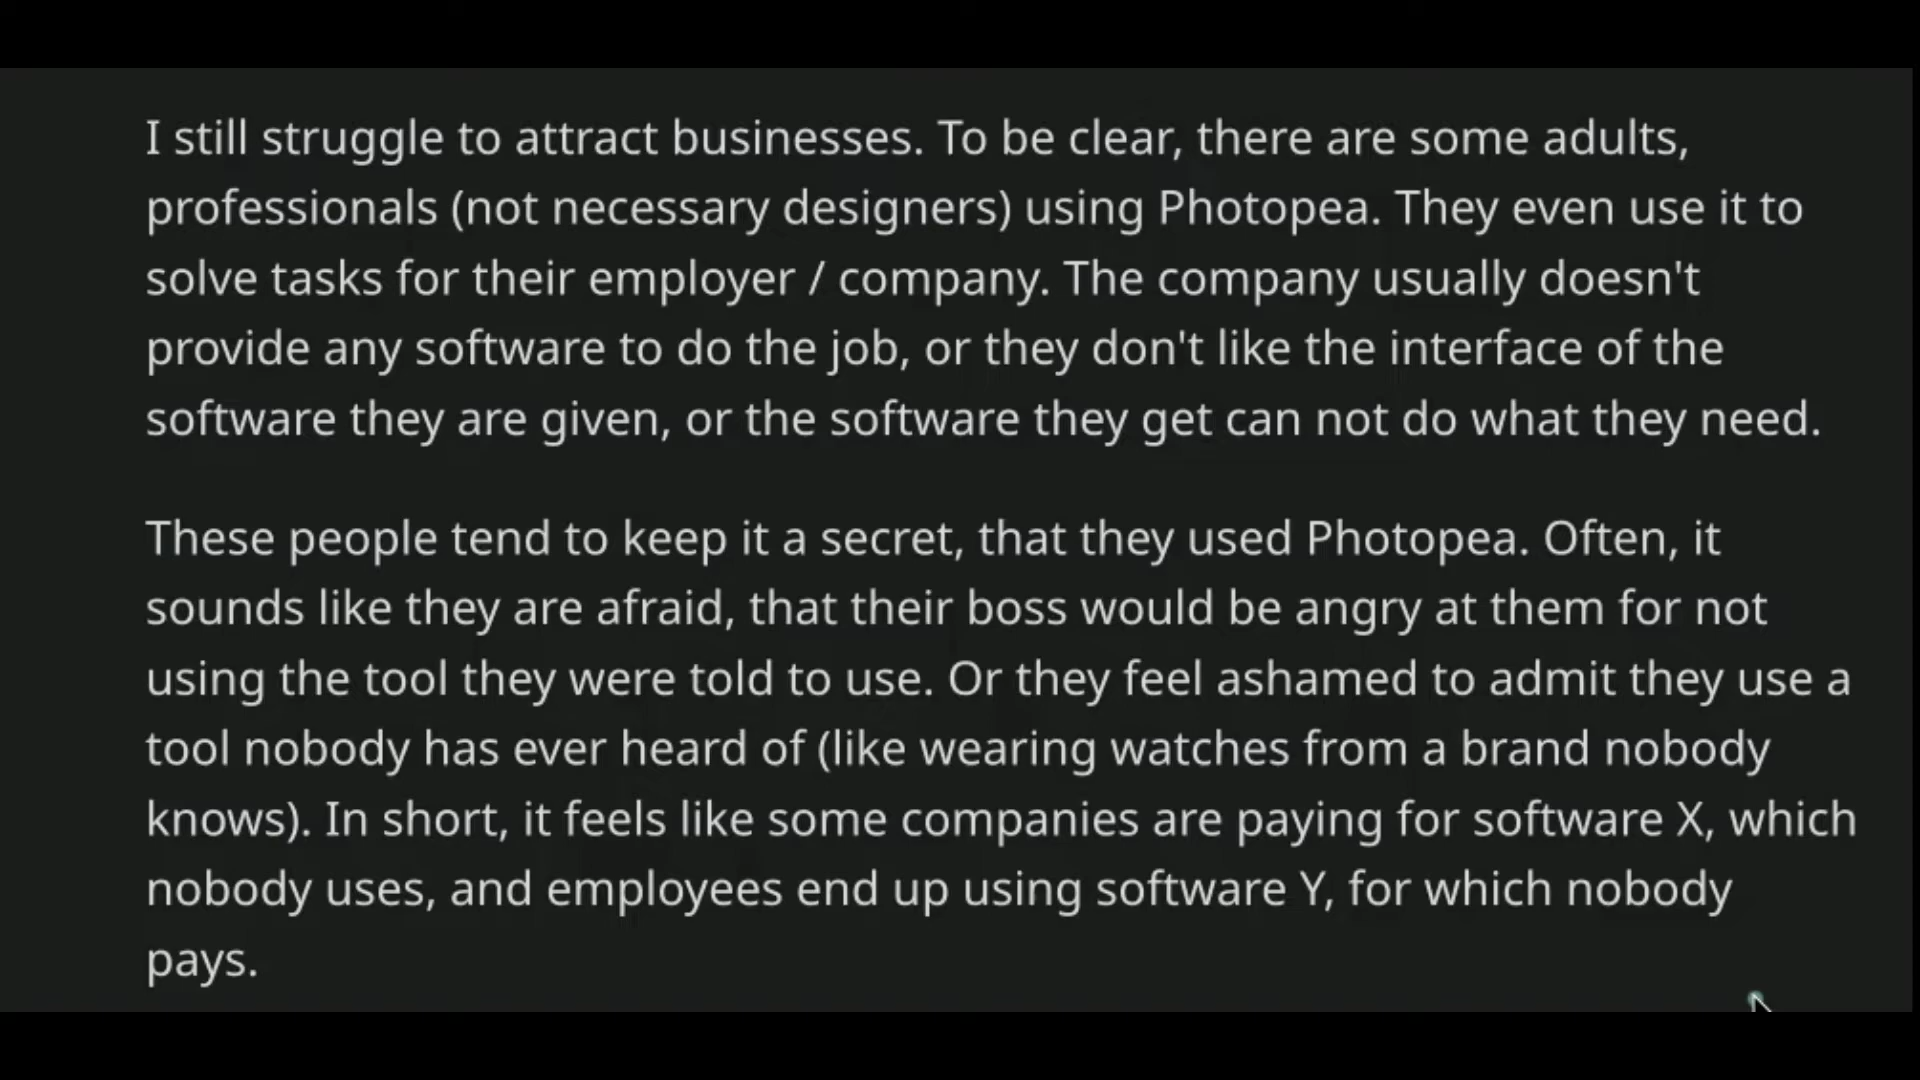 I still struggle to attract businesses. To be clear, there are some adults,
professionals (not necessary designers) using Photopea. They even use it to
solve tasks for their employer / company. The company usually doesn't
provide any software to do the job, or they don't like the interface of the
software they are given, or the software they get can not do what they need.
These people tend to keep it a secret, that they used Photopea. Often, it
sounds like they are afraid, that their boss would be angry at them for not
using the tool they were told to use. Or they feel ashamed to admit they use a
tool nobody has ever heard of (like wearing watches from a brand nobody
knows). In short, it feels like some companies are paying for software X, which
nobody uses, and employees end up using software Y, for which nobody
pays.